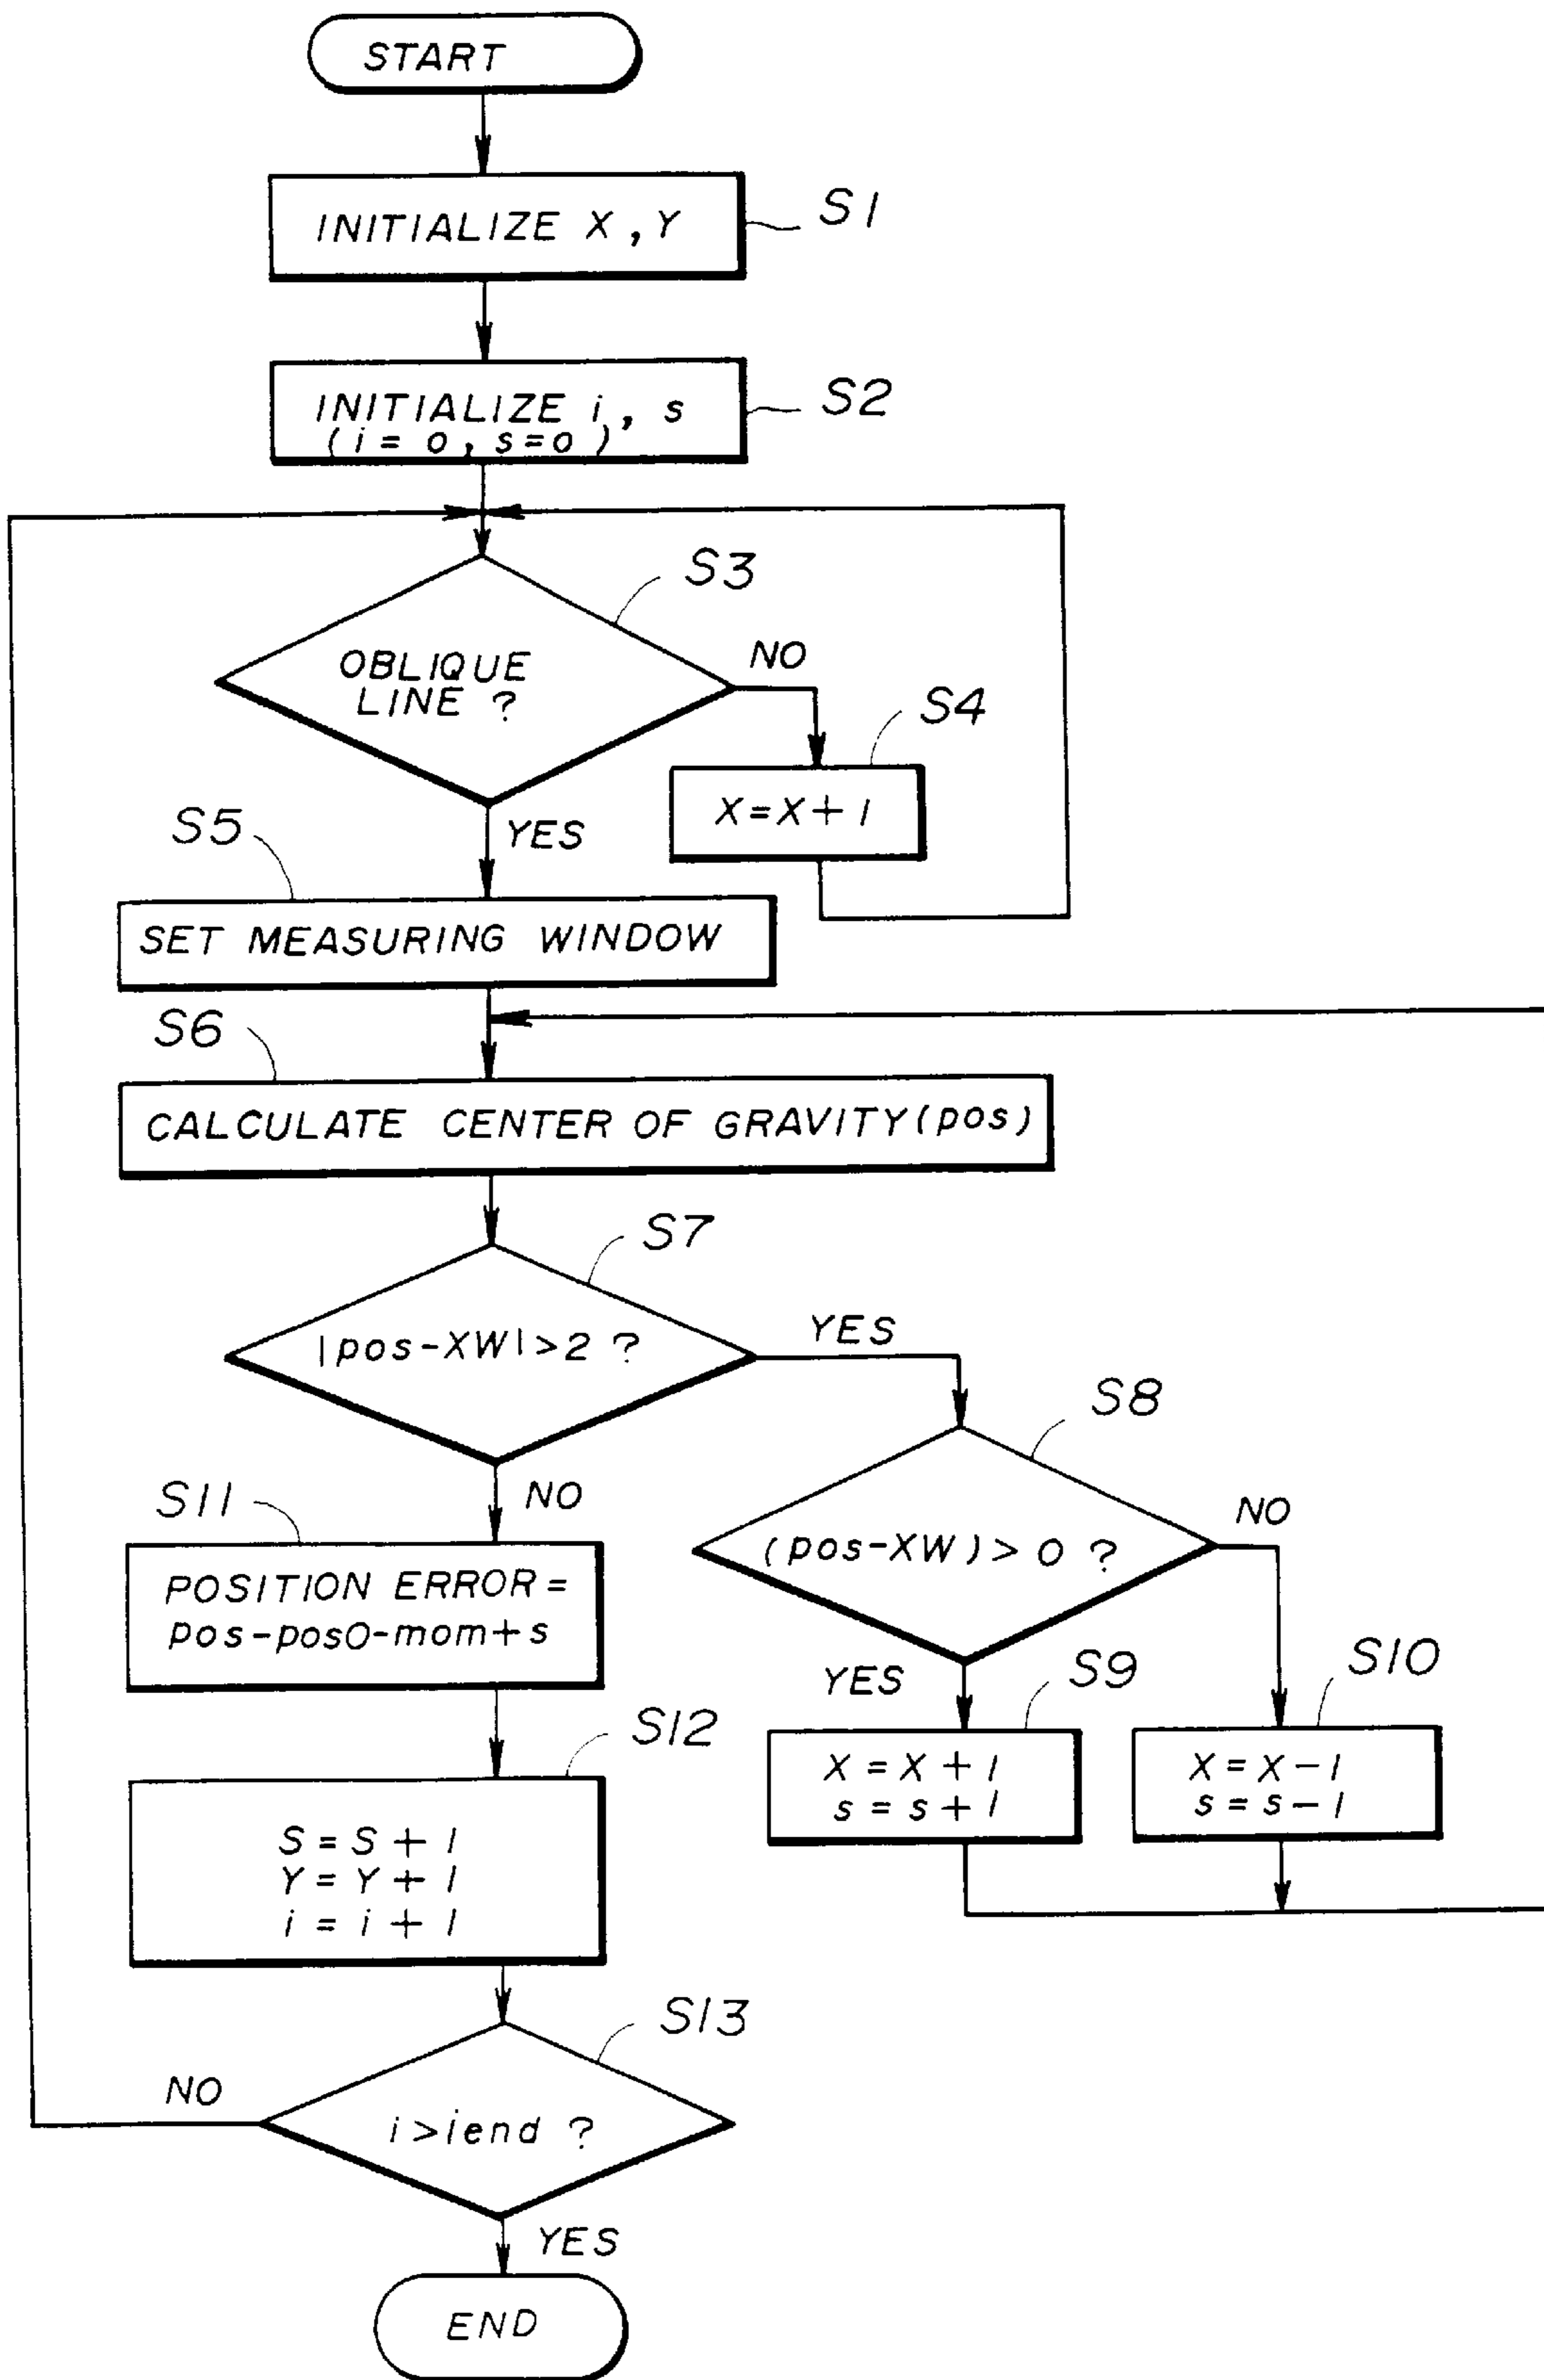 START
INITIALIZE X, Y
S1
INITIALIZE i, s
(i = 0, s=0)
S2
S3
OBLIQUE
LINE ?
NO
S4
X=X+1
YES
S5
SET MEASURING WINDOW
S6
CALCULATE CENTER OF GRAVITY(pos)
S7
|pos-XW|>2 ?
YES
S8
(pos-XW)>0 ?
NO
NO
S11
POSITION ERROR=
pos-pos0-mom+s
YES
S9
X=X+1
s=s+1
S10
X=X-1
s=s-1
S12
S=S+1
Y=Y+1
i=i+1
S13
NO
i>iend ?
YES
END